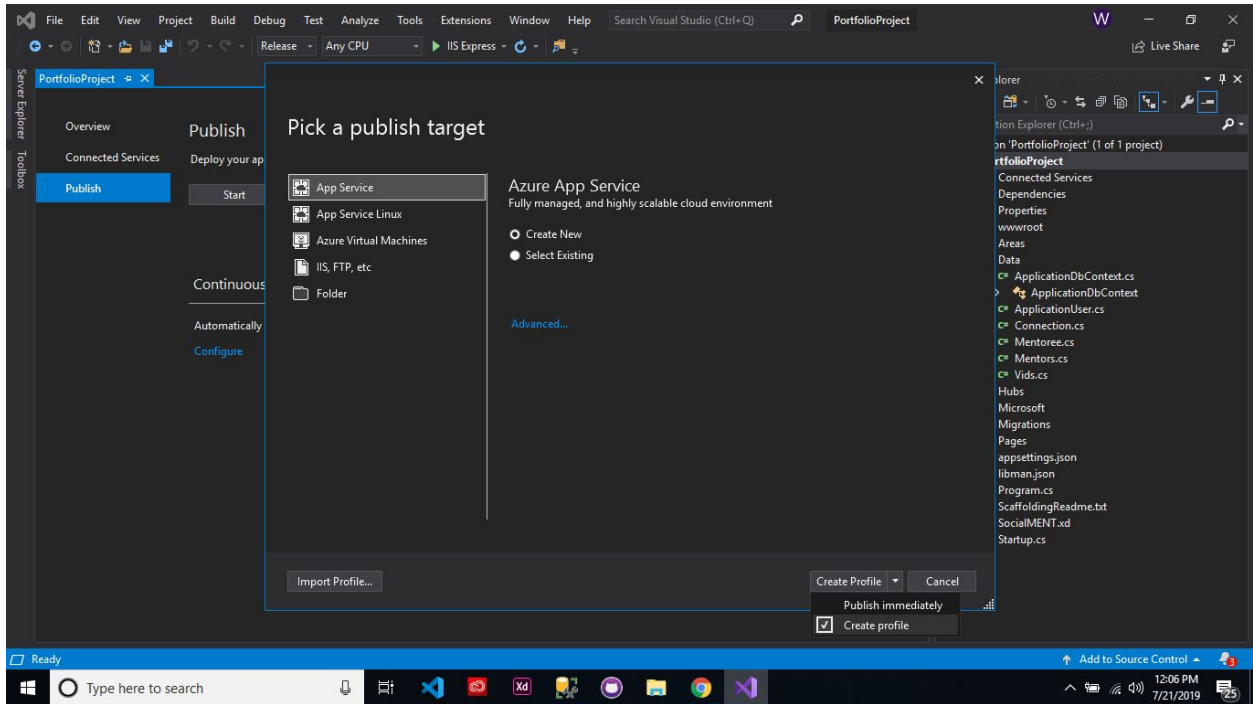 File Edit View Project Build Debug Test Analyze Tools Extensions Window Help Search Visual Studio (Ctrl+Q) PortfolioProject W
Release Any CPU IIS Express Live Share
Server Explorer
Toolbox
PortfolioProject
Overview
Connected Services
Publish
Publish
Deploy your ap
Start
Continuous
Automatically
Configure
Pick a publish target
App Service
App Service Linux
Azure Virtual Machines
IIS, FTP, etc
Folder
Azure App Service
Fully managed, and highly scalable cloud environment
Create New
Select Existing
Advanced...
Import Profile...
Create Profile Cancel
Publish immediately
Create profile
plorer
tion Explorer (Ctrl+;)
on 'PortfolioProject' (1 of 1 project)
rtfolioProject
Connected Services
Dependencies
Properties
wwwroot
Areas
Data
C# ApplicationDbContext.cs
ApplicationDbContext
C# ApplicationUser.cs
C# Connection.cs
C# Mentoree.cs
C# Mentors.cs
C# Vids.cs
Hubs
Microsoft
Migrations
Pages
appsettings.json
libman.json
Program.cs
ScaffoldingReadme.txt
SocialMENT.xd
Startup.cs
Ready Add to Source Control 3
Type here to search Xd 12:06 PM
7/21/2019 25